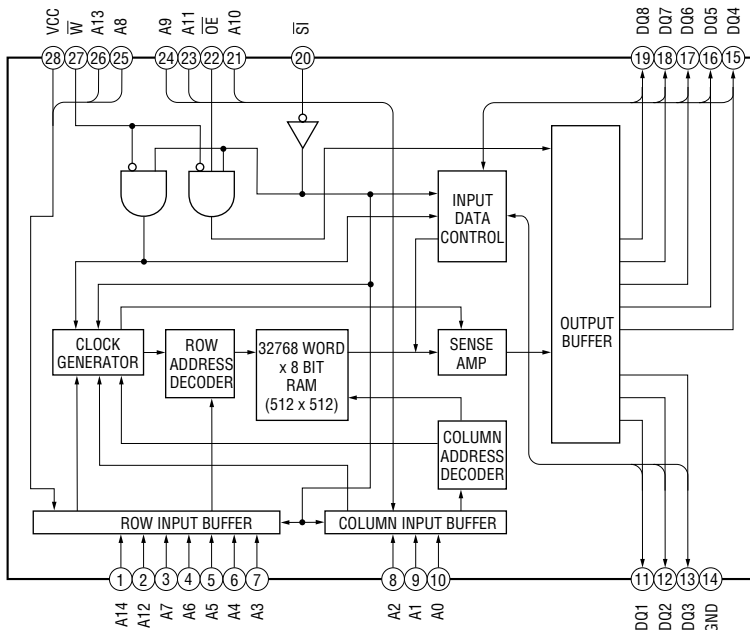 VCC W̅ A13 A8 A9 A11 O̅E̅ A10 S̅I̅ DQ8 DQ7 DQ6 DQ5 DQ4
28 27 26 25 24 23 22 21 20 19 18 17 16 15
INPUT
DATA
CONTROL
OUTPUT
BUFFER
CLOCK
GENERATOR
ROW
ADDRESS
DECODER
32768 WORD
x 8 BIT
RAM
(512 x 512)
SENSE
AMP
COLUMN
ADDRESS
DECODER
ROW INPUT BUFFER
COLUMN INPUT BUFFER
1 2 3 4 5 6 7 8 9 10 11 12 13 14
A14 A12 A7 A6 A5 A4 A3 A2 A1 A0 DQ1 DQ2 DQ3 GND